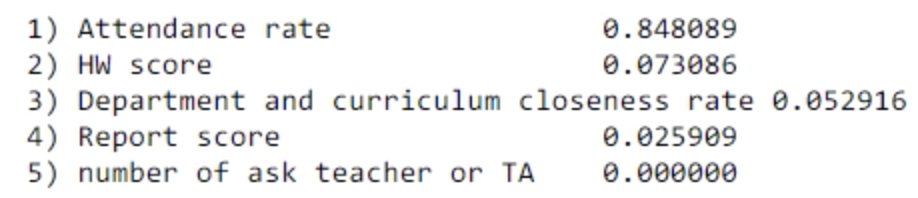 1) Attendance rate 0.848089
2) HW score 0.073086
3) Department and curriculum closeness rate 0.052916
4) Report score 0.025909
5) number of ask teacher or TA 0.000000